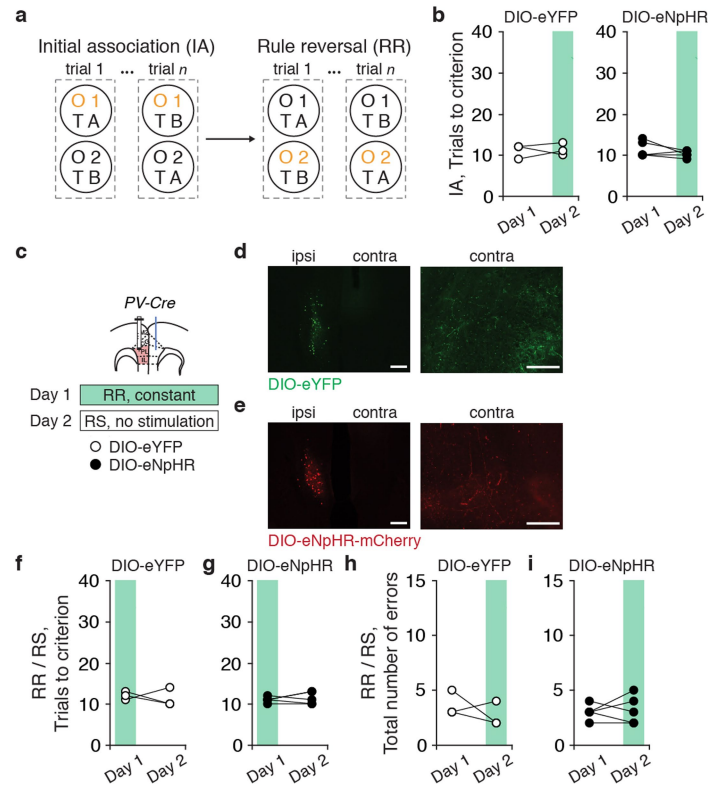 a
Initial association (IA)
Rule reversal (RR)
trial 1 ... trial n
trial 1 ... trial n
O 1
T A
O 1
T B
O 1
T A
O 1
T B
O 2
T B
O 2
T A
O 2
T B
O 2
T A
b
DIO-eYFP
DIO-eNpHR
IA, Trials to criterion
40
30
20
10
0
Day 1
Day 2
40
30
20
10
0
Day 1
Day 2
c
PV-Cre
Day 1 RR, constant
Day 2 RS, no stimulation
DIO-eYFP
DIO-eNpHR
d
ipsi contra
contra
DIO-eYFP
e
ipsi contra
contra
DIO-eNpHR-mCherry
f
DIO-eYFP
RR / RS,
Trials to criterion
40
30
20
10
0
Day 1
Day 2
g
DIO-eNpHR
40
30
20
10
0
Day 1
Day 2
h
DIO-eYFP
RR / RS,
Total number of errors
15
10
5
0
Day 1
Day 2
i
DIO-eNpHR
15
10
5
0
Day 1
Day 2